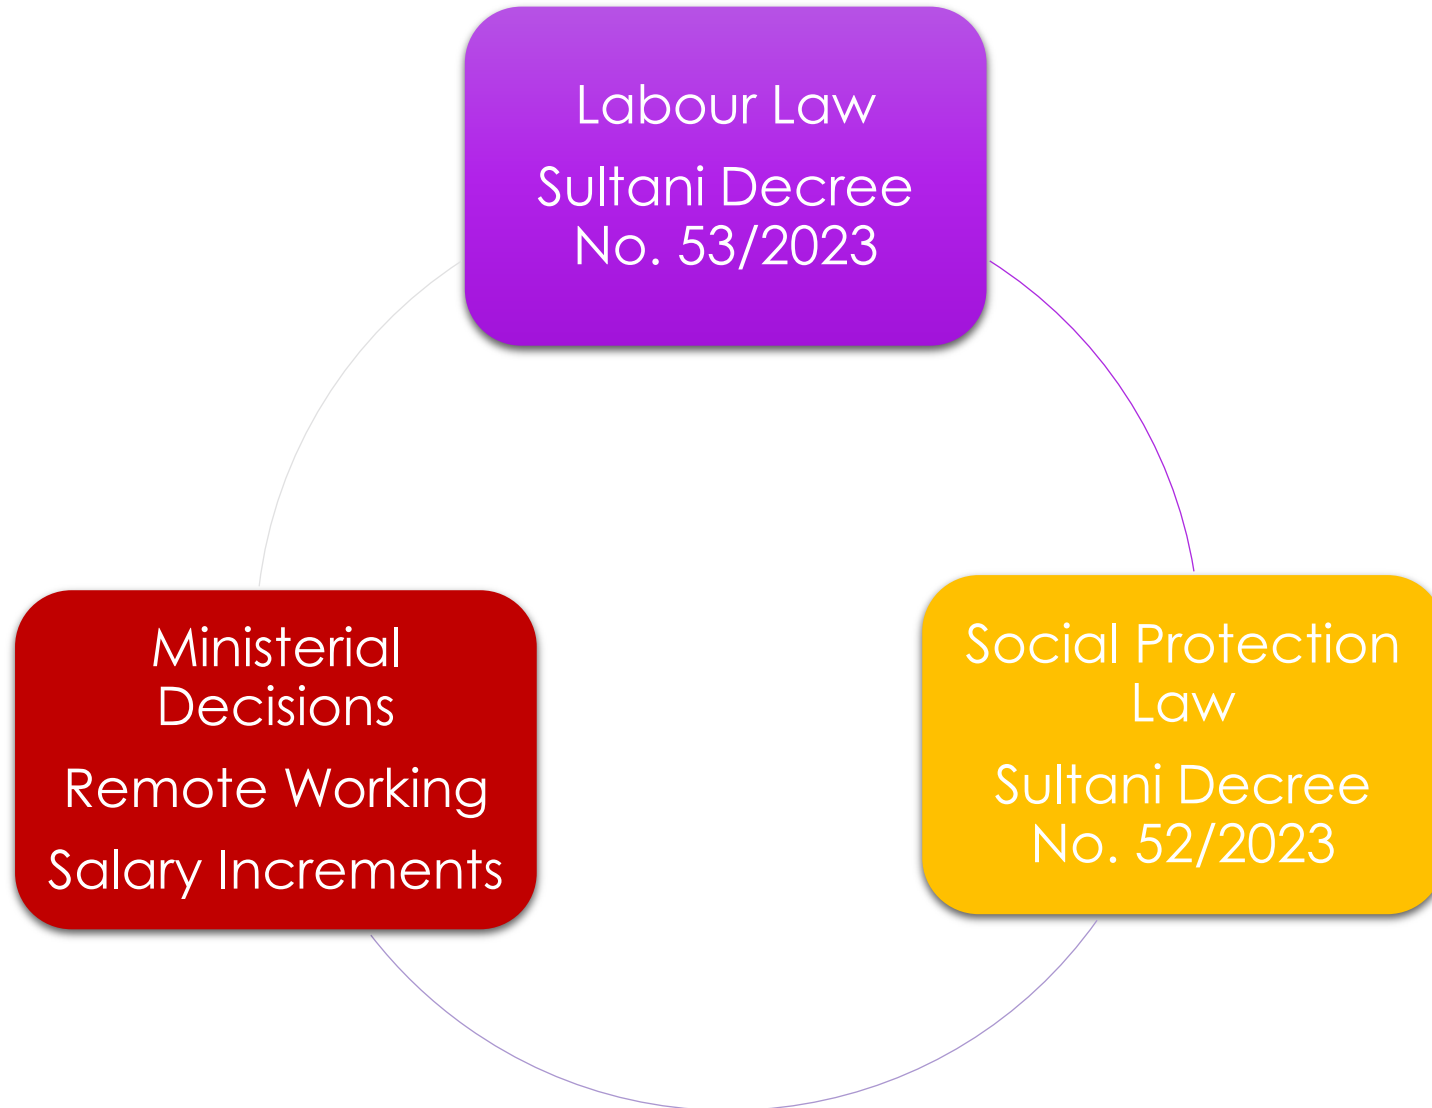 Labour Law
Sultani Decree
No. 53/2023
Ministerial
Decisions
Remote Working
Salary Increments
Social Protection
Law
Sultani Decree
No. 52/2023